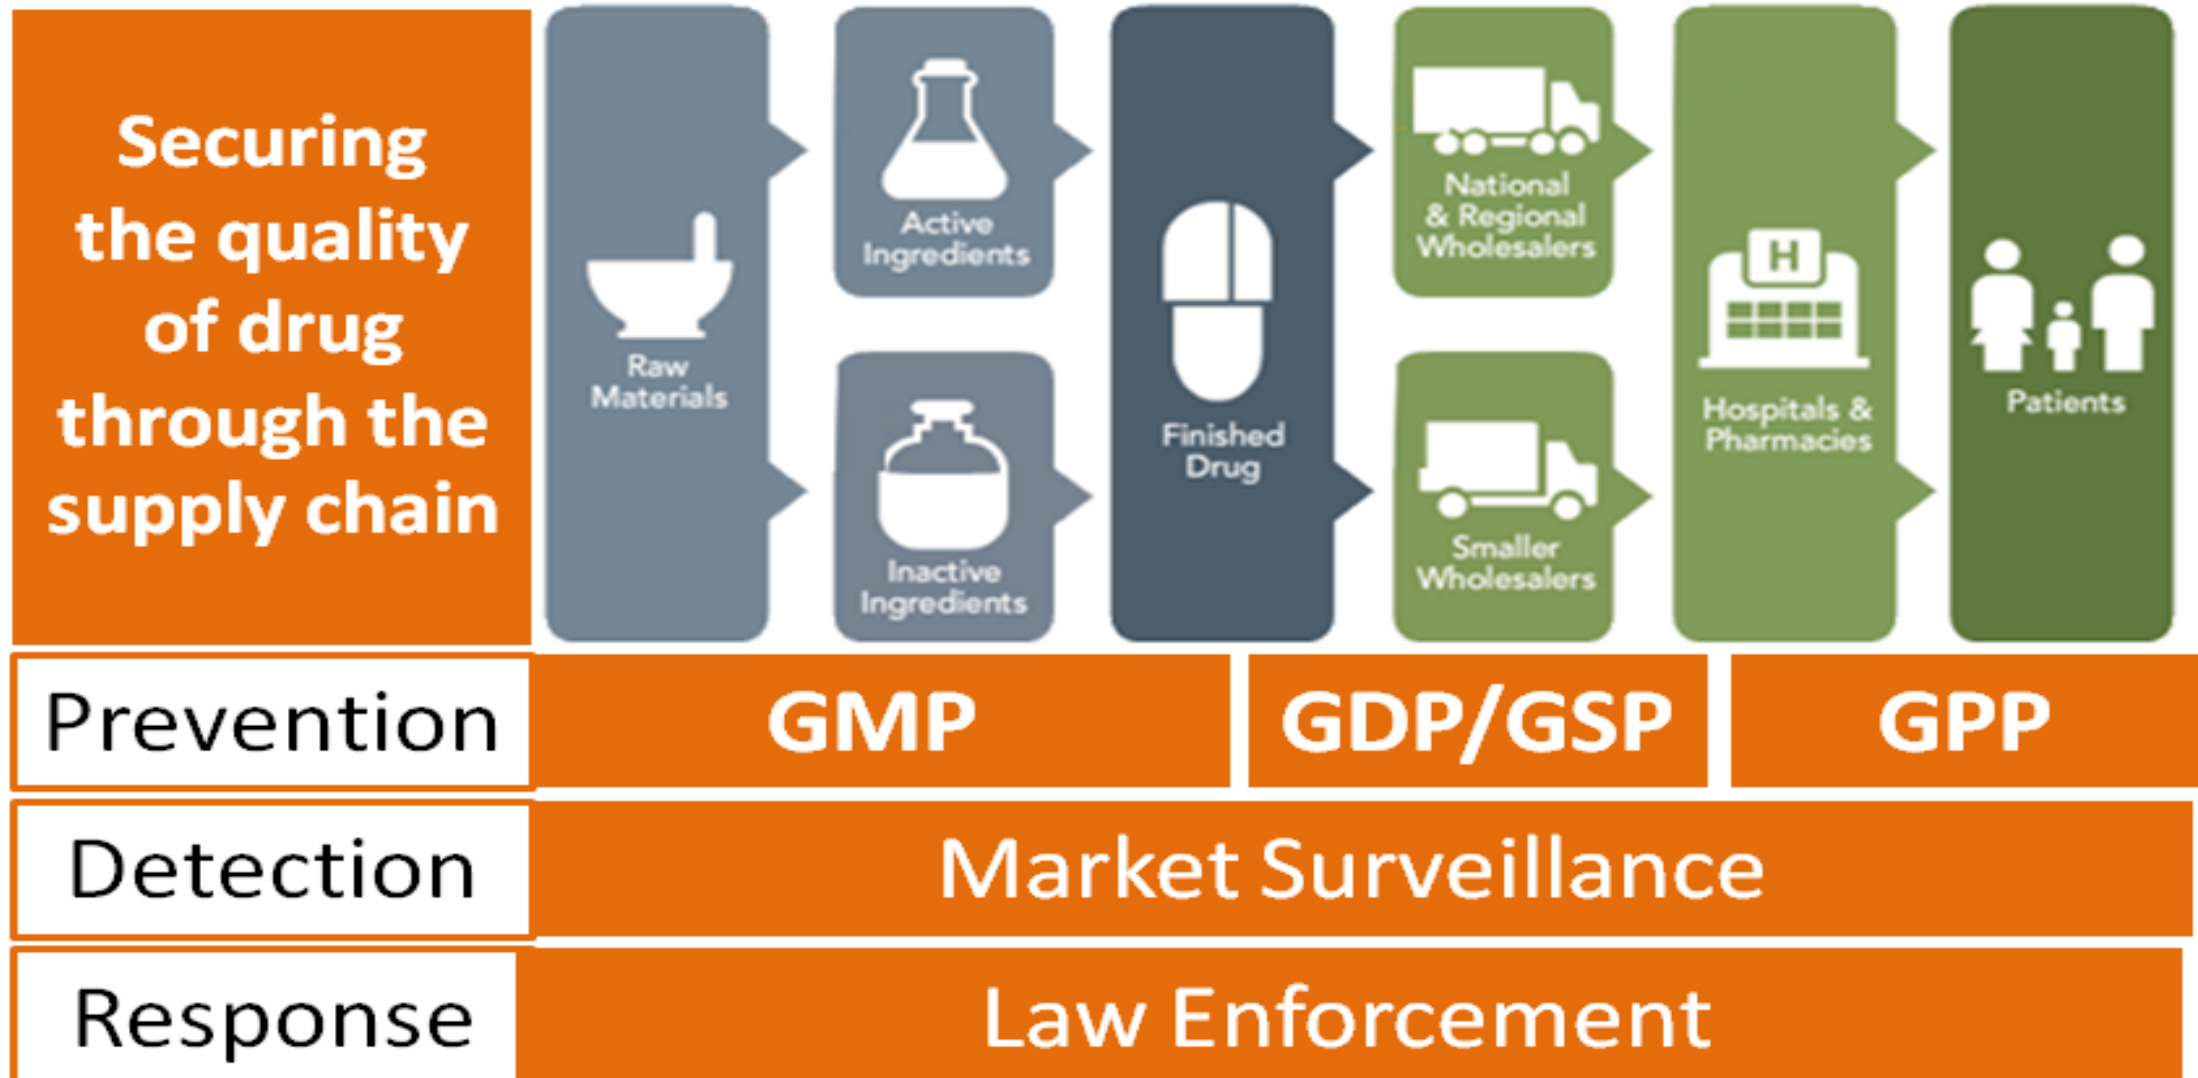 Securing
the quality
of drug
through the
supply chain
Raw
Materials
Active
Ingredients
Inactive
Ingredients
Finished
Drug
National
& Regional
Wholesalers
Smaller
Wholesalers
H
Hospitals &
Pharmacies
Patients
Prevention
GMP
GDP/GSP
GPP
Detection
Market Surveillance
Response
Law Enforcement